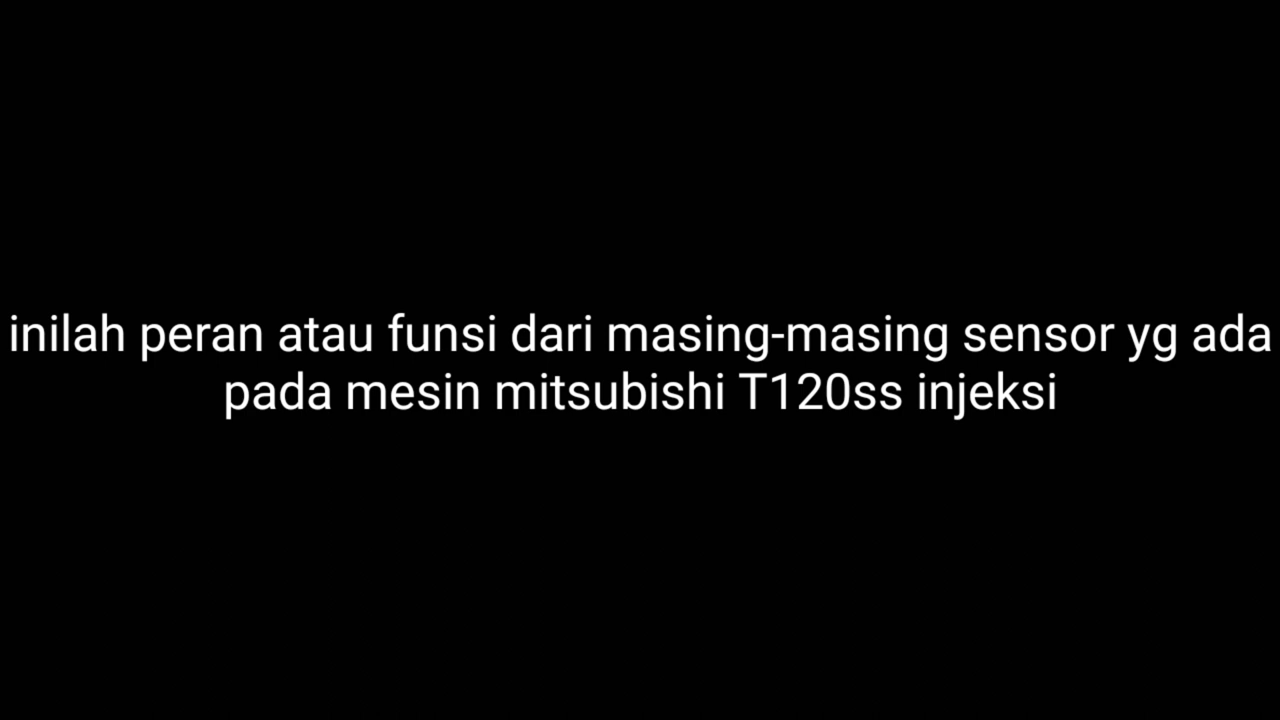 inilah peran atau funsi dari masing-masing sensor yg ada
pada mesin mitsubishi T120ss injeksi